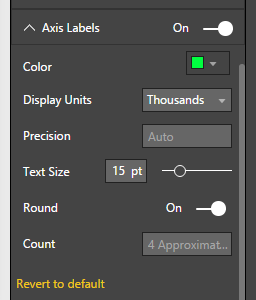 Axis Labels On
Color
Display Units Thousands
Precision Auto
Text Size 15 pt
Round On
Count 4 Approximat...
Revert to default